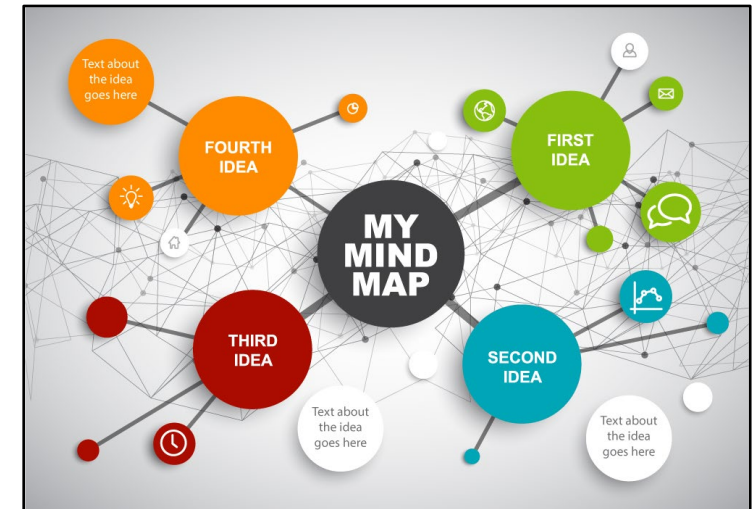 Text about
the idea
goes here
FOURTH
IDEA
FIRST
IDEA
MY
MIND
MAP
THIRD
IDEA
SECOND
IDEA
Text about
the idea
goes here
Text about
the idea
goes here